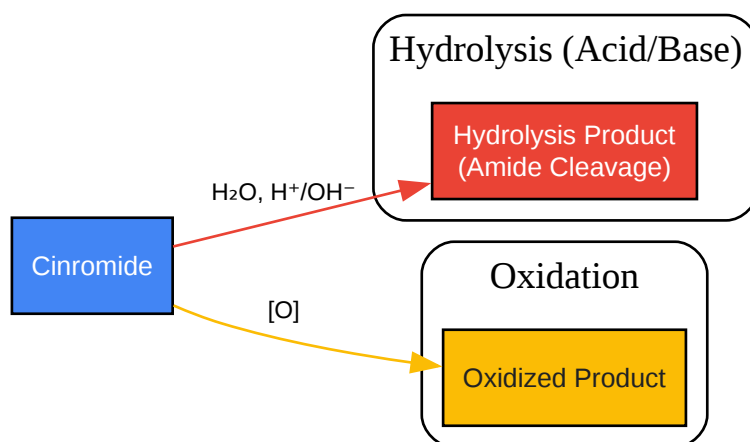 Hydrolysis (Acid/Base)
Hydrolysis Product
(Amide Cleavage)
H₂O, H⁺/OH⁻
Cinromide
Oxidation
[O]
Oxidized Product